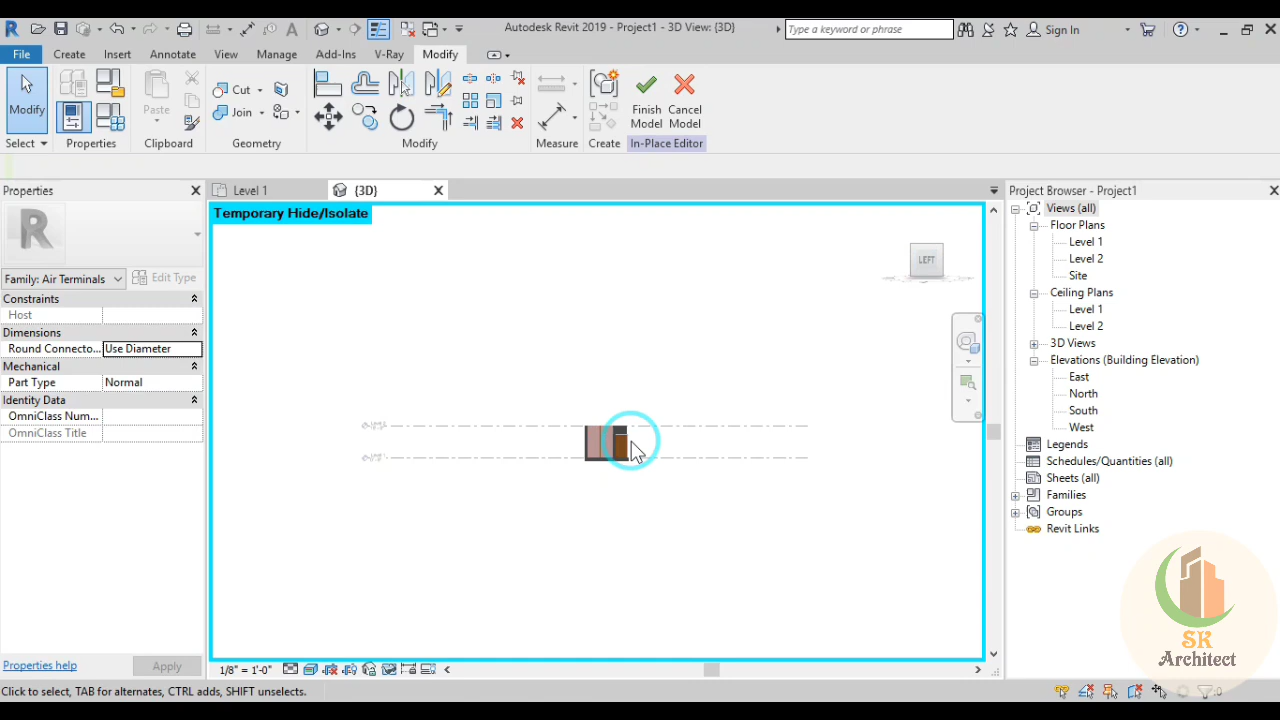 Autodesk Revit 2019 - Project1 - 3D View: {3D}
Type a keyword or phrase
Sign In
File Create Insert Annotate View Manage Add-Ins V-Ray Modify
Modify
Paste
Cut
Join
Finish Model
Cancel Model
Select Properties Clipboard Geometry Modify Measure Create In-Place Editor
Properties
Level 1
{3D}
Project Browser - Project1
Temporary Hide/Isolate
LEFT
Family: Air Terminals
Edit Type
Constraints
Host
Dimensions
Round Connecto... Use Diameter
Mechanical
Part Type Normal
Identity Data
OmniClass Num...
OmniClass Title
Views (all)
Floor Plans
Level 1
Level 2
Site
Ceiling Plans
Level 1
Level 2
3D Views
Elevations (Building Elevation)
East
North
South
West
Legends
Schedules/Quantities (all)
Sheets (all)
Families
Groups
Revit Links
SK
Architect
Properties help
Apply
1/8" = 1'-0"
Click to select, TAB for alternates, CTRL adds, SHIFT unselects.
:0